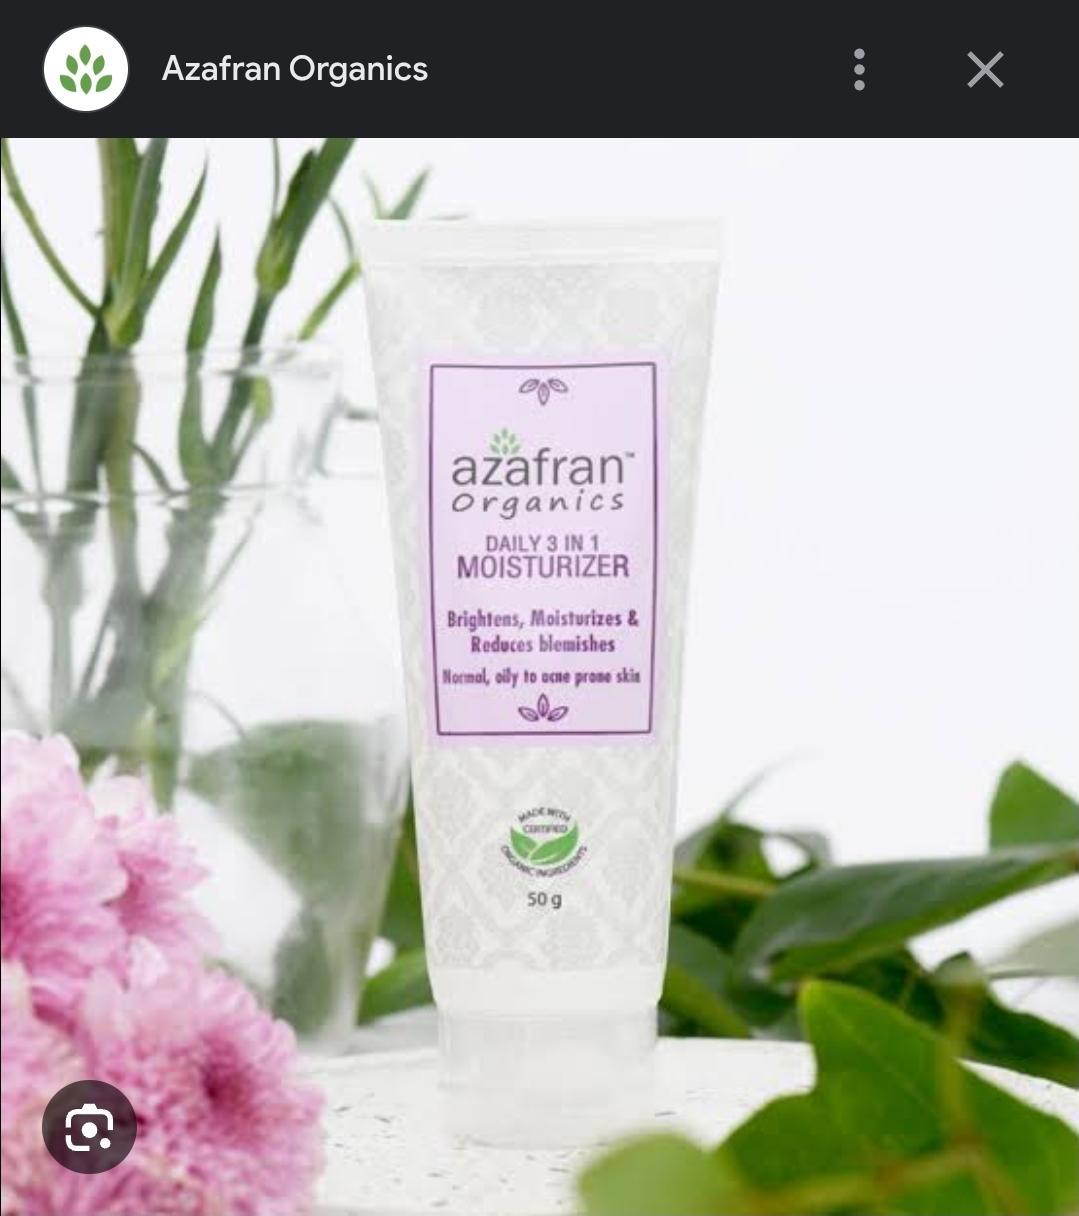 Azafran Organics
azafran™
Organics
DAILY 3 IN 1
MOISTURIZER
Brightens, Moisturizes &
Reduces blemishes
Normal, oily to acne prone skin
MADE WITH
CERTIFIED
ORGANIC INGREDIENTS
50 g